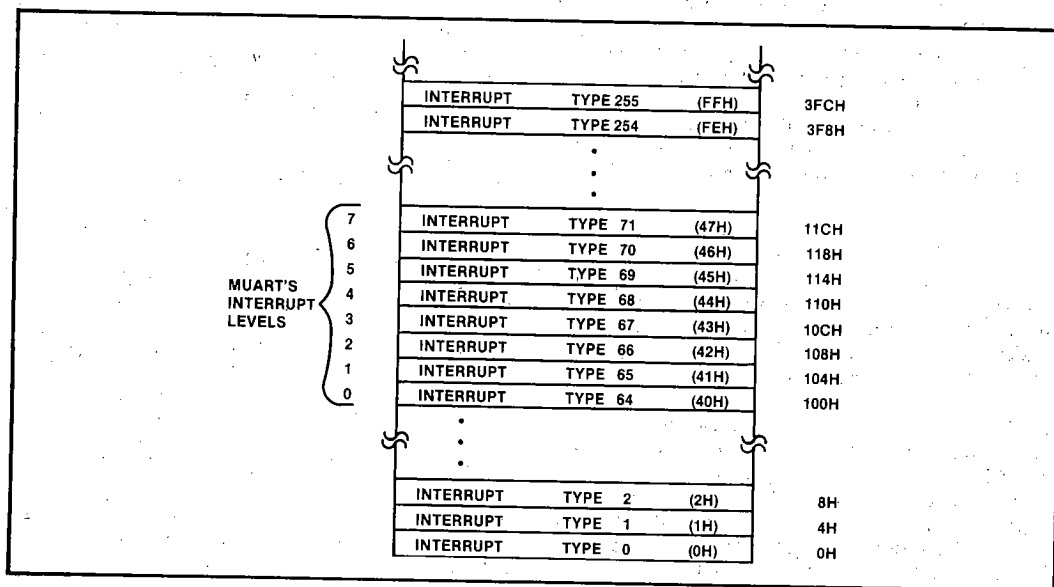 INTERRUPT TYPE 255 (FFH) 3FCH
INTERRUPT TYPE 254 (FEH) 3F8H
7 INTERRUPT TYPE 71 (47H) 11CH
6 INTERRUPT TYPE 70 (46H) 118H
5 INTERRUPT TYPE 69 (45H) 114H
4 INTERRUPT TYPE 68 (44H) 110H
3 INTERRUPT TYPE 67 (43H) 10CH
2 INTERRUPT TYPE 66 (42H) 108H
1 INTERRUPT TYPE 65 (41H) 104H
0 INTERRUPT TYPE 64 (40H) 100H
MUART'S
INTERRUPT
LEVELS
INTERRUPT TYPE 2 (2H) 8H
INTERRUPT TYPE 1 (1H) 4H
INTERRUPT TYPE 0 (0H) 0H